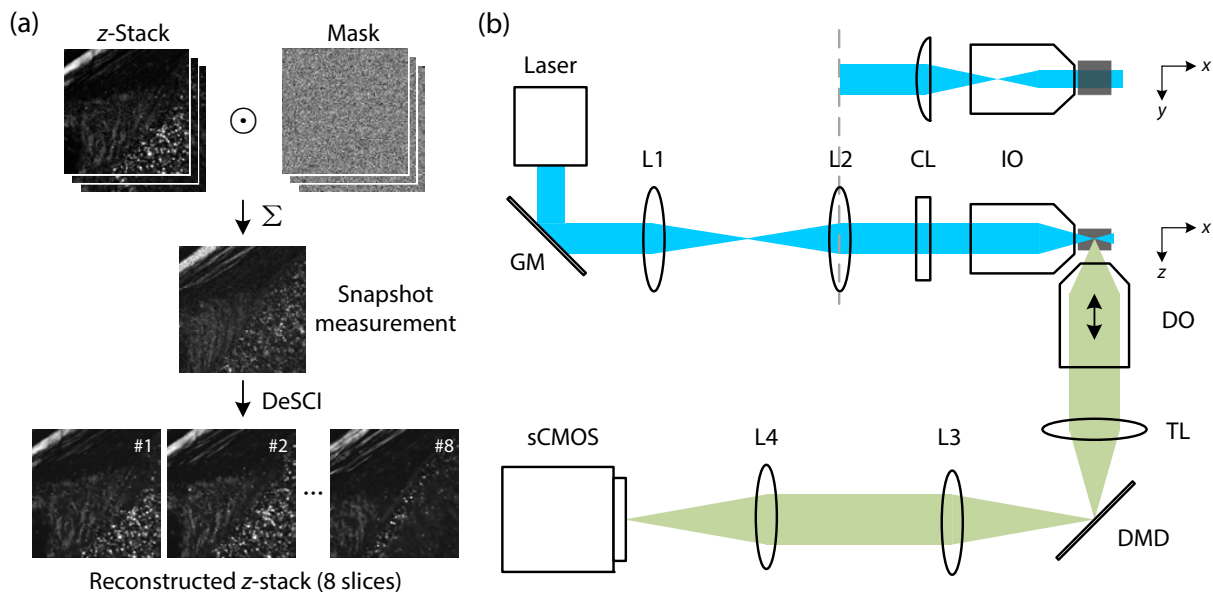 (a)
z-Stack
Mask
⊙
Σ
Snapshot
measurement
DeSCI
#1
#2
...
#8
Reconstructed z-stack (8 slices)
(b)
Laser
x
y
L1
L2
CL
IO
x
z
GM
DO
sCMOS
L4
L3
TL
DMD